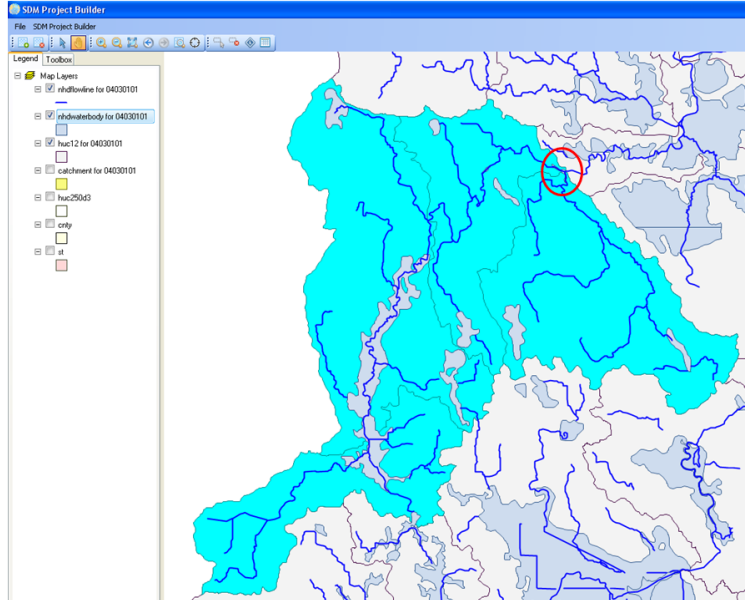 SDM Project Builder
File SDM Project Builder
Legend Toolbox
Map Layers
nhdflowline for 04030101
nhdwaterbody for 04030101
huc12 for 04030101
catchment for 04030101
huc250d3
cnty
st